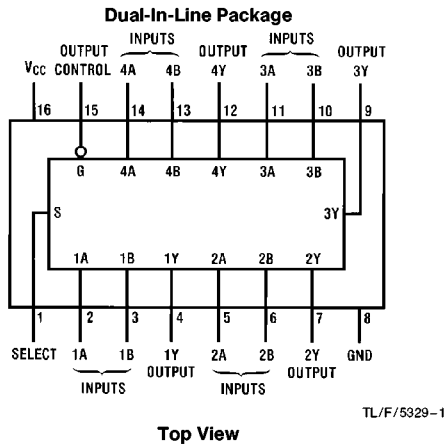 Dual-In-Line Package
OUTPUT INPUTS OUTPUT INPUTS OUTPUT
VCC CONTROL 4A 4B 4Y 3A 3B 3Y
16 15 14 13 12 11 10 9
G 4A 4B 4Y 3A 3B
S 3Y
1A 1B 1Y 2A 2B 2Y
1 2 3 4 5 6 7 8
SELECT 1A 1B 1Y 2A 2B 2Y GND
INPUTS OUTPUT INPUTS OUTPUT
TL/F/5329–1
Top View